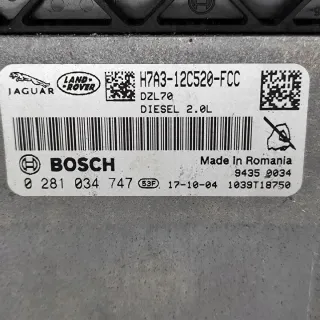 JAGUAR
LAND ROVER
H7A3-12C520-FCC
DZL70
DIESEL 2.0L
BOSCH
Made in Romania
9435 0034
0 281 034 747 53F 17-10-04 1039T18750